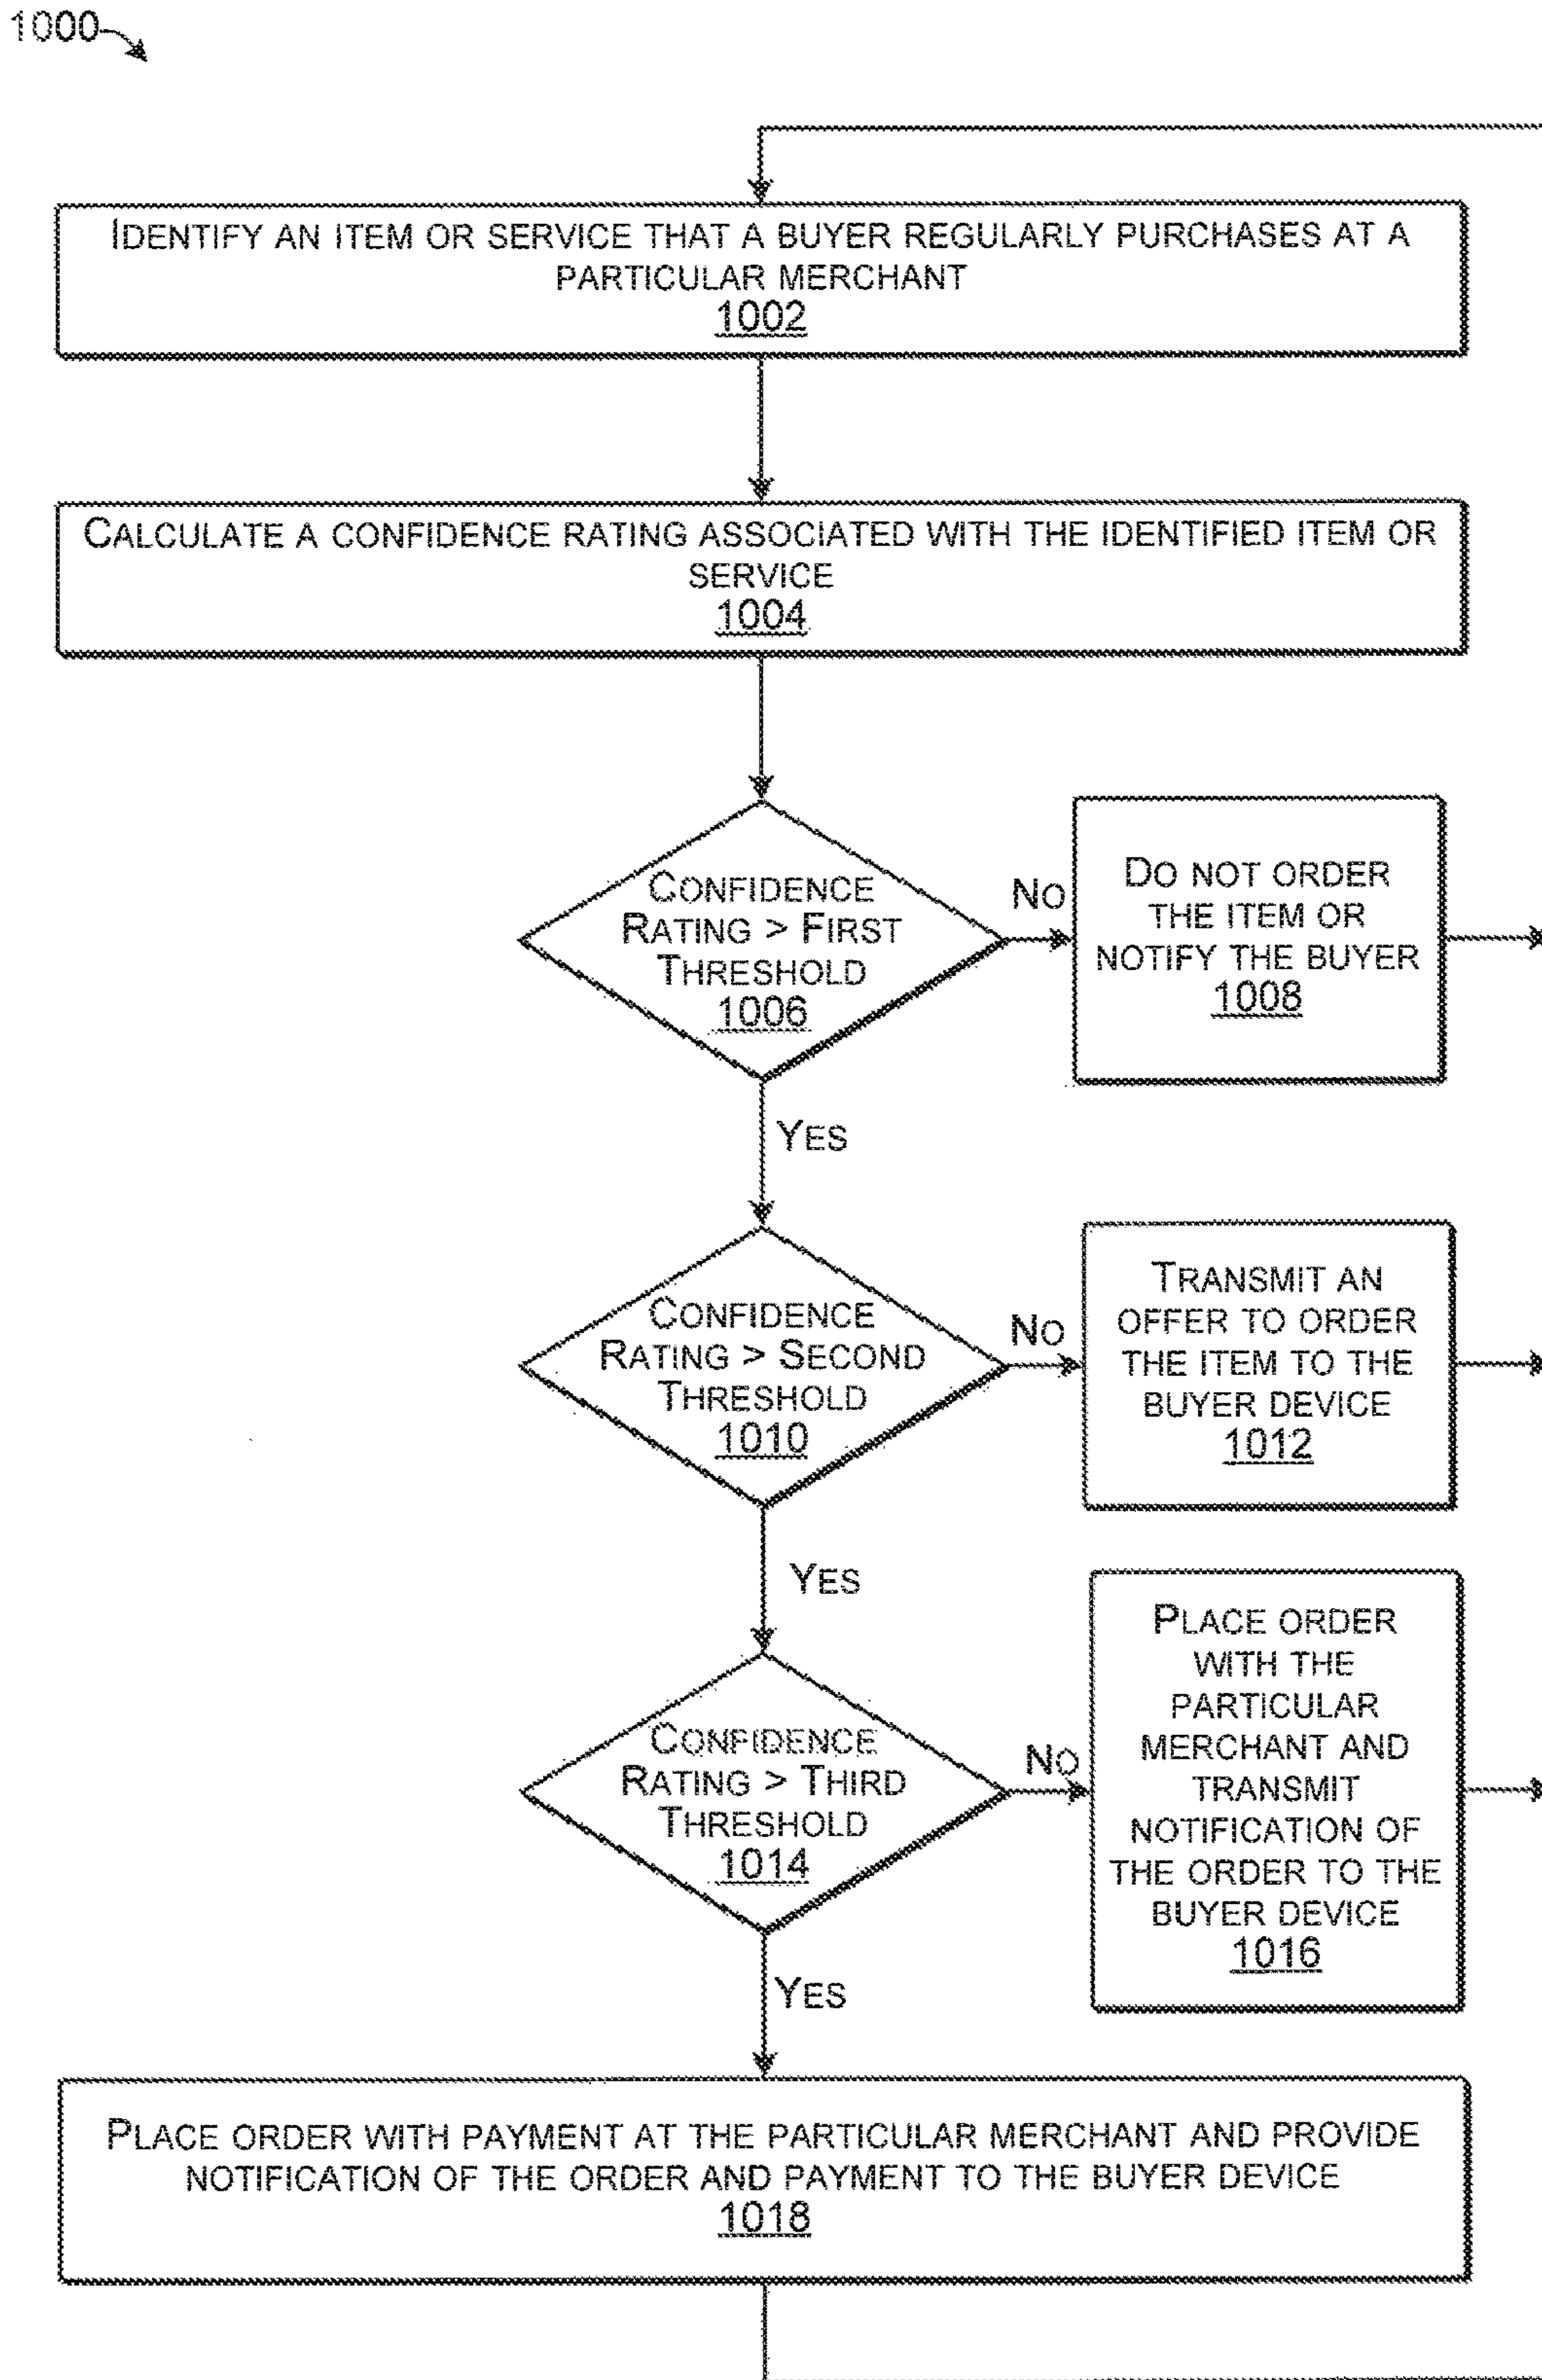 1000
IDENTIFY AN ITEM OR SERVICE THAT A BUYER REGULARLY PURCHASES AT A
PARTICULAR MERCHANT
1002
CALCULATE A CONFIDENCE RATING ASSOCIATED WITH THE IDENTIFIED ITEM OR
SERVICE
1004
CONFIDENCE
RATING > FIRST
THRESHOLD
1006
NO
DO NOT ORDER
THE ITEM OR
NOTIFY THE BUYER
1008
YES
CONFIDENCE
RATING > SECOND
THRESHOLD
1010
NO
TRANSMIT AN
OFFER TO ORDER
THE ITEM TO THE
BUYER DEVICE
1012
YES
CONFIDENCE
RATING > THIRD
THRESHOLD
1014
NO
PLACE ORDER
WITH THE
PARTICULAR
MERCHANT AND
TRANSMIT
NOTIFICATION OF
THE ORDER TO THE
BUYER DEVICE
1016
YES
PLACE ORDER WITH PAYMENT AT THE PARTICULAR MERCHANT AND PROVIDE
NOTIFICATION OF THE ORDER AND PAYMENT TO THE BUYER DEVICE
1018